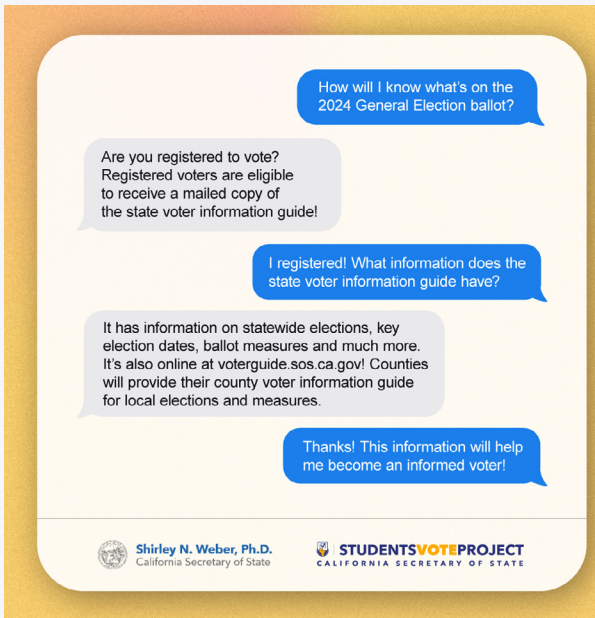 How will I know what's on the
2024 General Election ballot?
Are you registered to vote?
Registered voters are eligible
to receive a mailed copy of
the state voter information guide!
I registered! What information does the
state voter information guide have?
It has information on statewide elections, key
election dates, ballot measures and much more.
It's also online at voterguide.sos.ca.gov! Counties
will provide their county voter information guide
for local elections and measures.
Thanks! This information will help
me become an informed voter!
Shirley N. Weber, Ph.D.
California Secretary of State
STUDENTSVOTEPROJECT
CALIFORNIA SECRETARY OF STATE